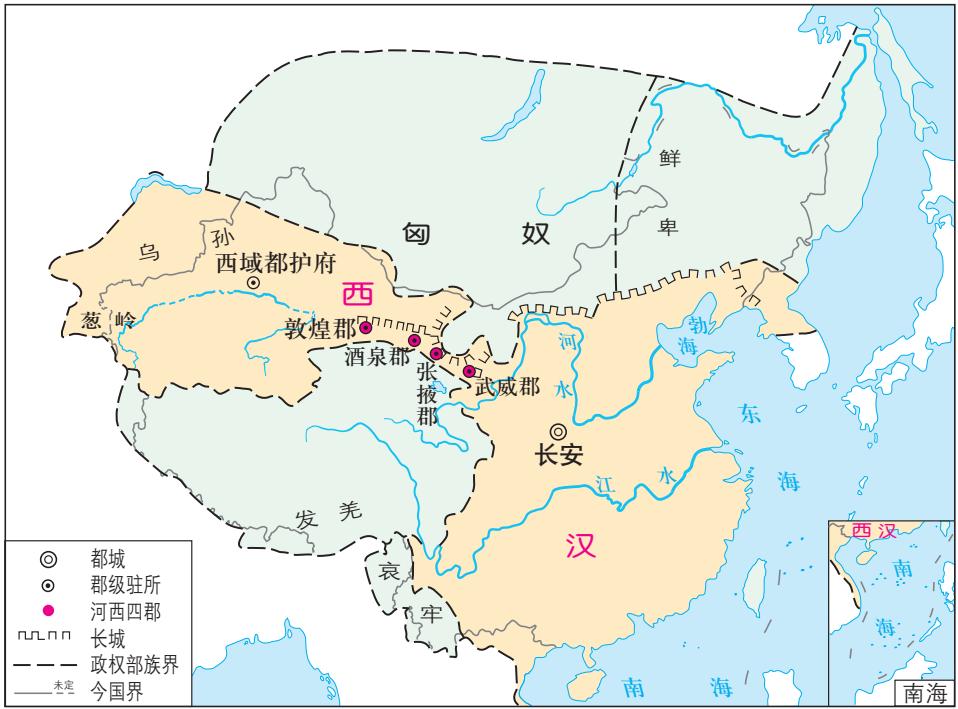 鲜
卑
匈 奴
乌 孙
西域都护府
西
葱 岭
敦煌郡
酒泉郡
张掖郡
武威郡
勃海
河水
东海
长安
江 水
发 羌
汉
哀牢
南 海
都城
郡级驻所
河西四郡
长城
政权部族界
未定
今国界
西汉
南海
南海